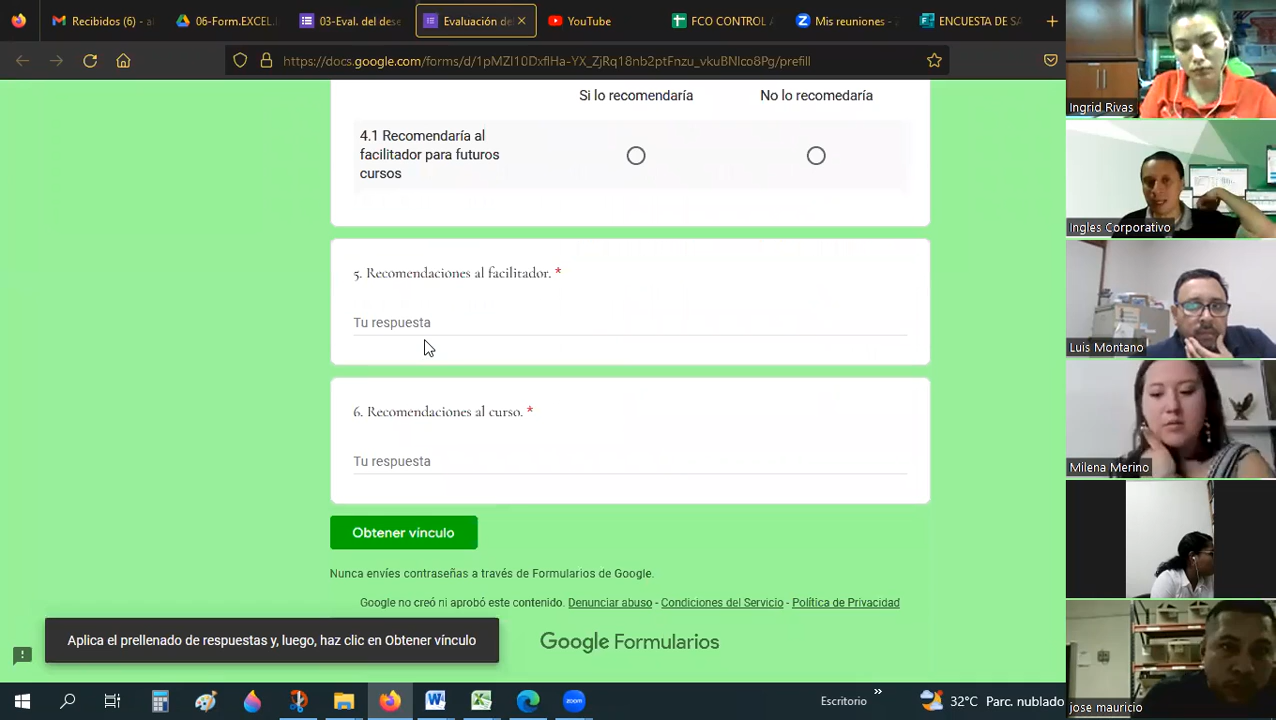 Recibidos (6) - a
06-Form.EXCEL.
03-Eval. del dese
Evaluación de
YouTube
FCO CONTROL A
Mis reuniones -
ENCUESTA DE SA
https://docs.google.com/forms/d/1pMZI10DxflHa-YX_ZjRq18nb2ptFnzu_vkuBNIco8Pg/prefill
Si lo recomendaría
No lo recomedaría
4.1 Recomendaría al
facilitador para futuros
cursos
5. Recomendaciones al facilitador. *
Tu respuesta
6. Recomendaciones al curso. *
Tu respuesta
Obtener vínculo
Nunca envíes contraseñas a través de Formularios de Google.
Google no creó ni aprobó este contenido. Denunciar abuso - Condiciones del Servicio - Política de Privacidad
Google Formularios
Aplica el prellenado de respuestas y, luego, haz clic en Obtener vínculo
Escritorio
32°C Parc. nublado
Ingrid Rivas
Ingles Corporativo
Luis Montano
Milena Merino
jose mauricio